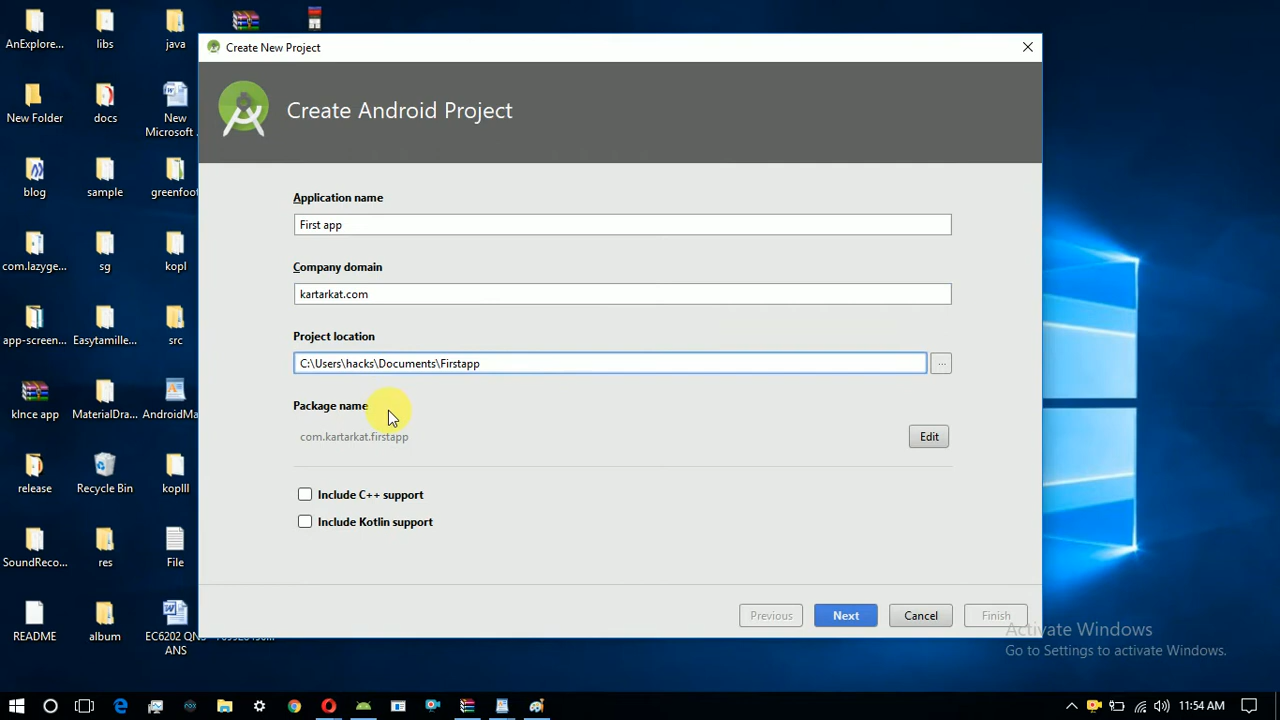 AnExplore...
libs
java
New Folder
docs
New Microsoft ...
blog
sample
greenfoot
com.lazyge...
sg
kopl
app-screen...
Easytamille...
src
klnce app
MaterialDra...
AndroidMa
release
Recycle Bin
koplll
SoundReco...
res
File
README
album
EC6202 QNS
ANS
Create New Project
Create Android Project
Application name
First app
Company domain
kartarkat.com
Project location
C:\Users\hacks\Documents\Firstapp
...
Package name
com.kartarkat.firstapp
Edit
Include C++ support
Include Kotlin support
Previous
Next
Cancel
Finish
Activate Windows
Go to Settings to activate Windows.
11:54 AM